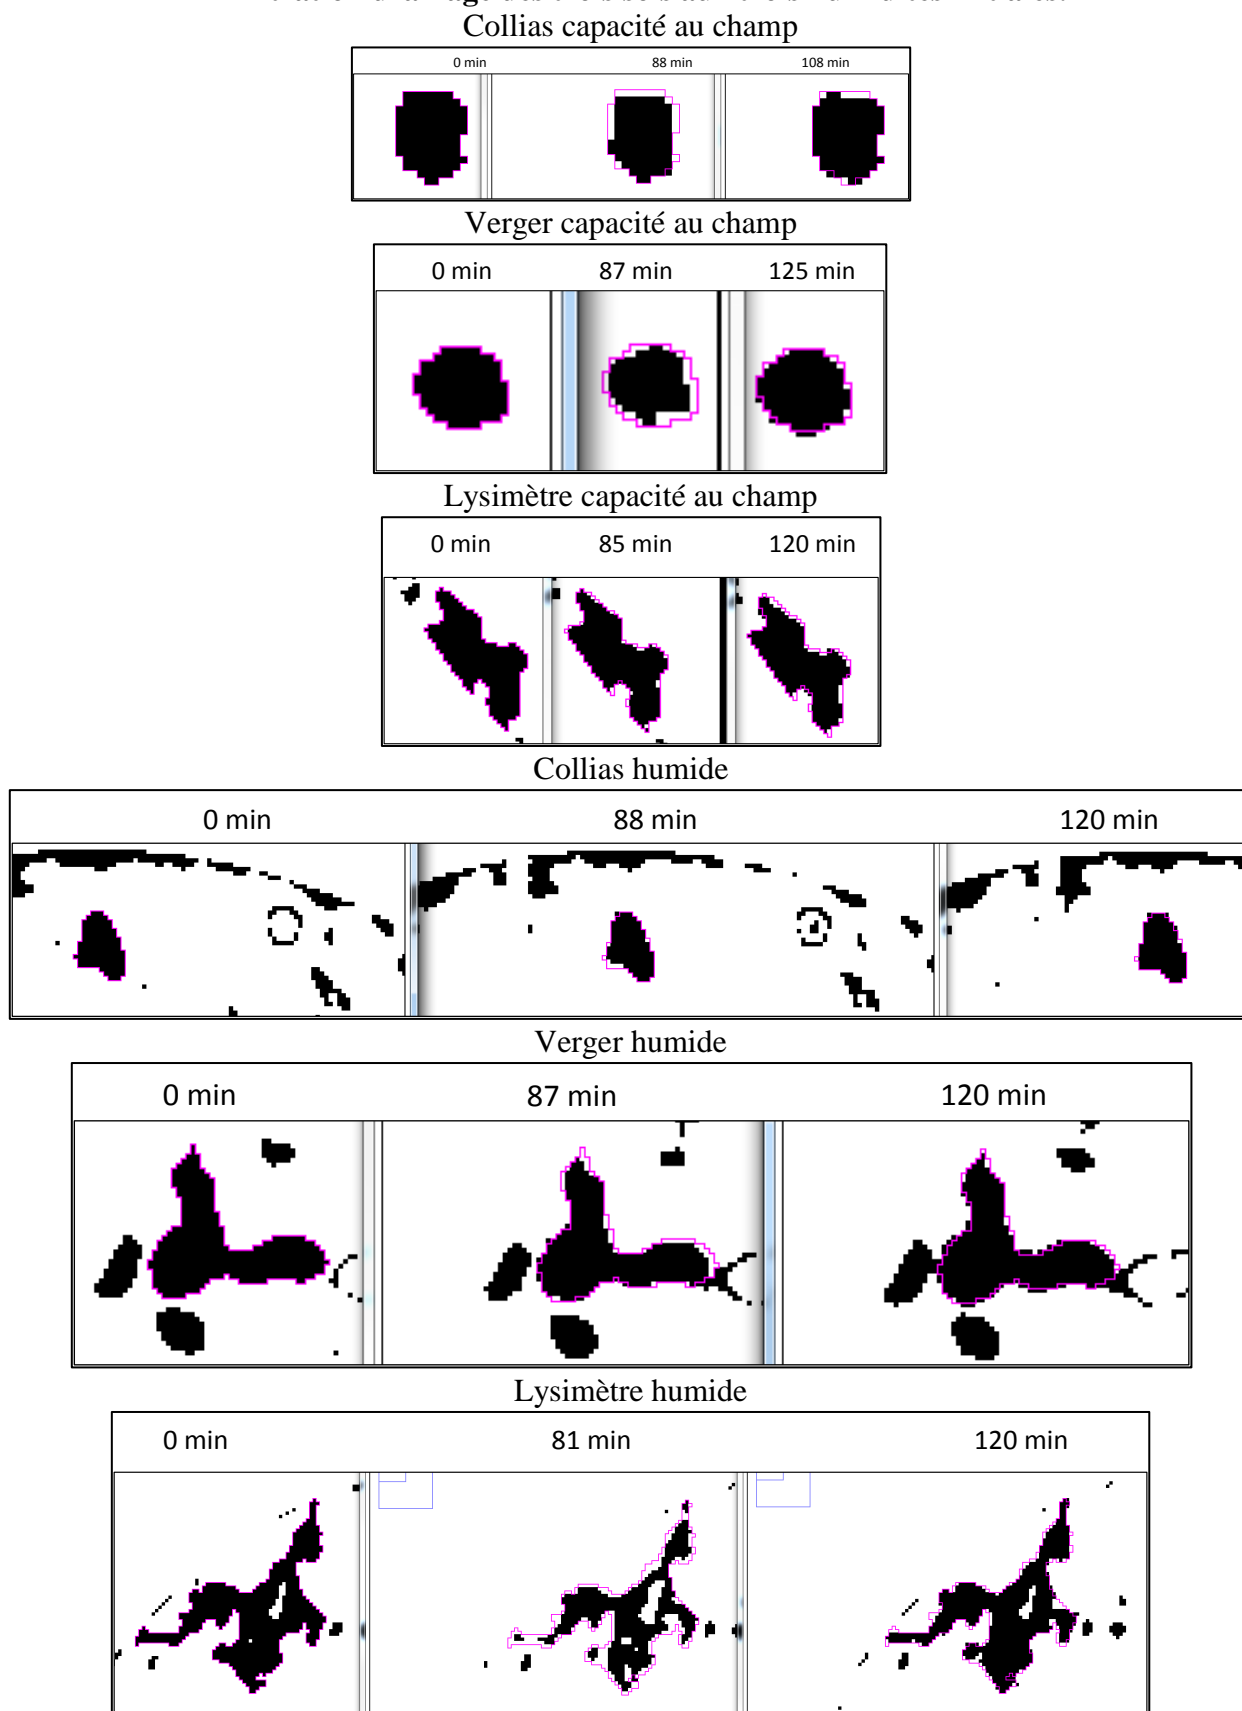 Collias capacité au champ
0 min 88 min 108 min
Verger capacité au champ
0 min 87 min 125 min
Lysimètre capacité au champ
0 min 85 min 120 min
Collias humide
0 min 88 min 120 min
Verger humide
0 min 87 min 120 min
Lysimètre humide
0 min 81 min 120 min